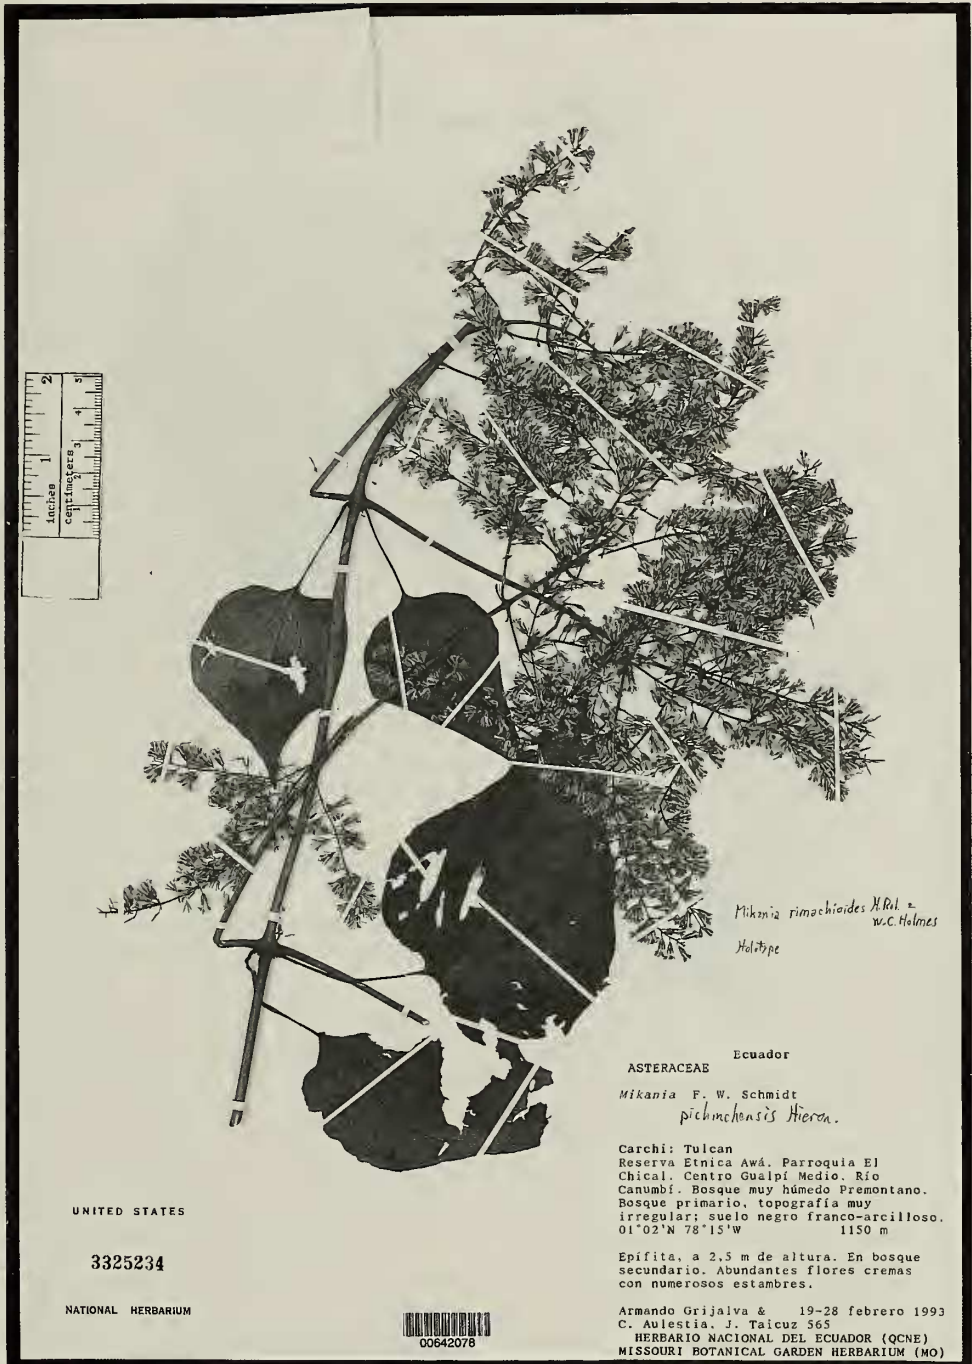 inches 1 2
centimeters 1 2 3 4 5
Mikania rimachioides H.Rob. &
W.C. Holmes
Holotype
Ecuador
ASTERACEAE
Mikania F. W. Schmidt
pichinchensis Hieron.
Carchi: Tulcan
Reserva Etnica Awá. Parroquia El
Chical. Centro Gualpí Medio. Río
Canumbí. Bosque muy húmedo Premontano.
Bosque primario, topografía muy
irregular; suelo negro franco-arcilloso.
01°02'N 78°15'W 1150 m
Epífita, a 2,5 m de altura. En bosque
secundario. Abundantes flores cremas
con numerosos estambres.
Armando Grijalva & 19-28 febrero 1993
C. Aulestia, J. Taicuz 565
HERBARIO NACIONAL DEL ECUADOR (QCNE)
MISSOURI BOTANICAL GARDEN HERBARIUM (MO)
UNITED STATES
3325234
NATIONAL HERBARIUM
00642078